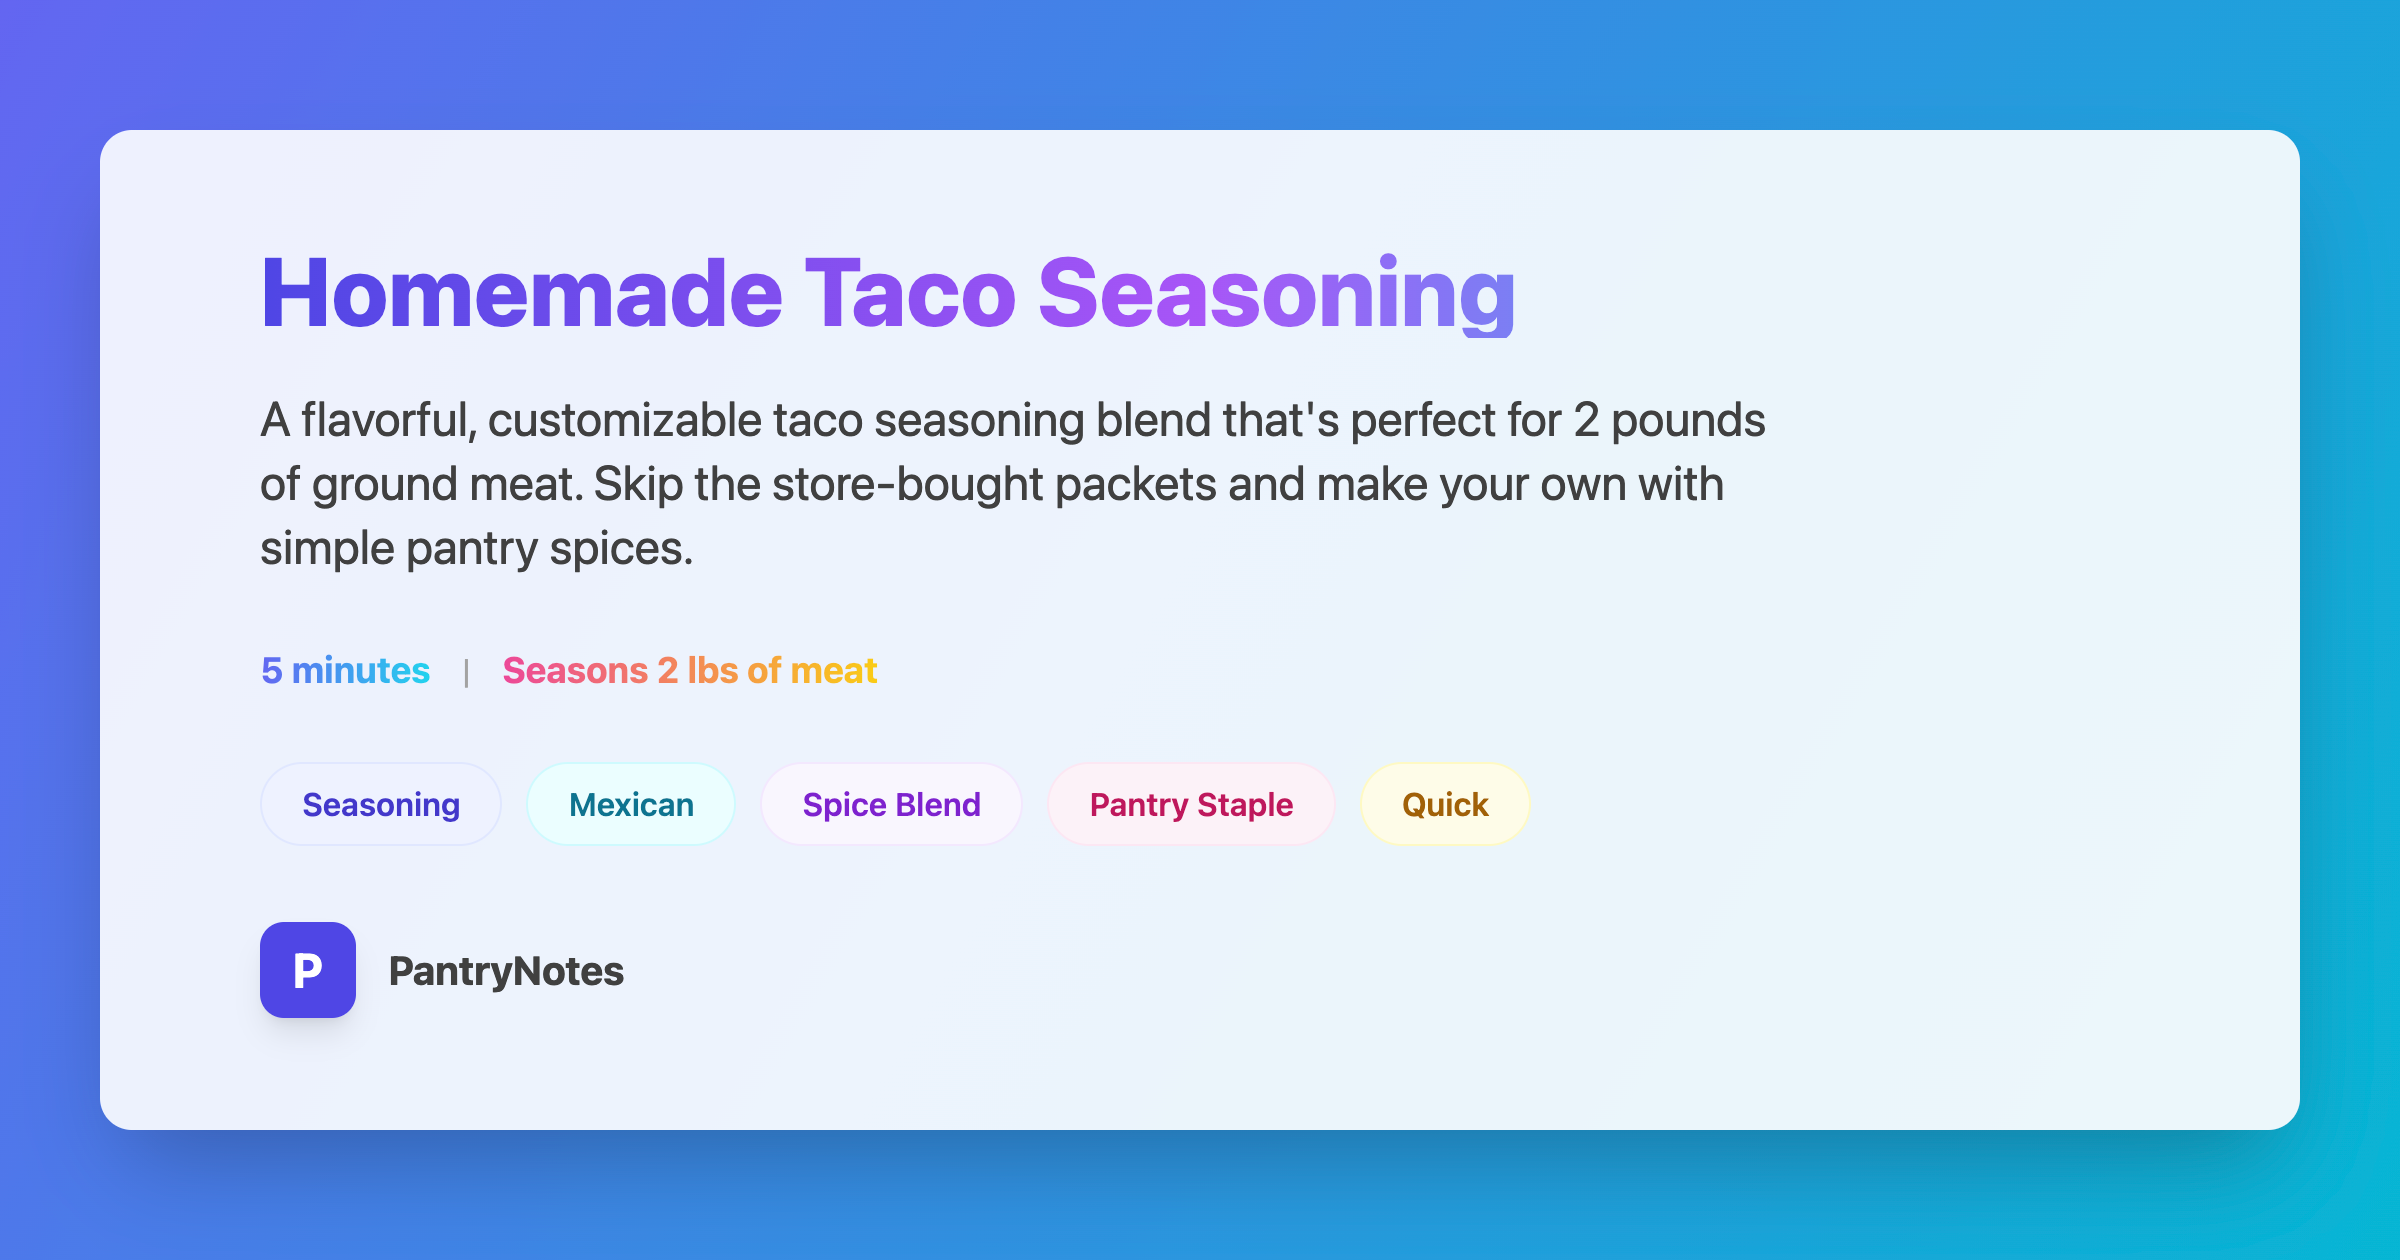 Homemade Taco Seasoning
A flavorful, customizable taco seasoning blend that's perfect for 2 pounds
of ground meat. Skip the store-bought packets and make your own with
simple pantry spices.
5 minutes | Seasons 2 lbs of meat
Seasoning Mexican Spice Blend Pantry Staple Quick
P PantryNotes